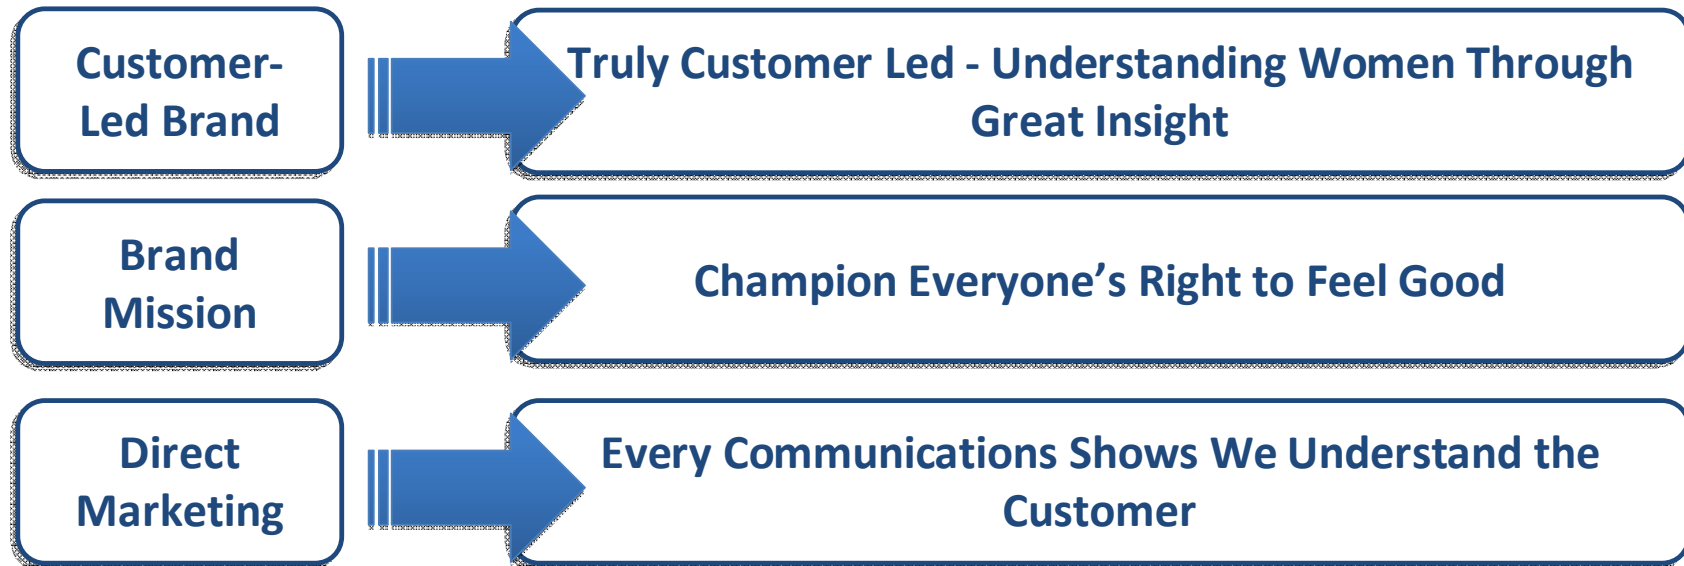 Customer-
Led Brand
Truly Customer Led - Understanding Women Through
Great Insight
Brand
Mission
Champion Everyone’s Right to Feel Good
Direct
Marketing
Every Communications Shows We Understand the
Customer